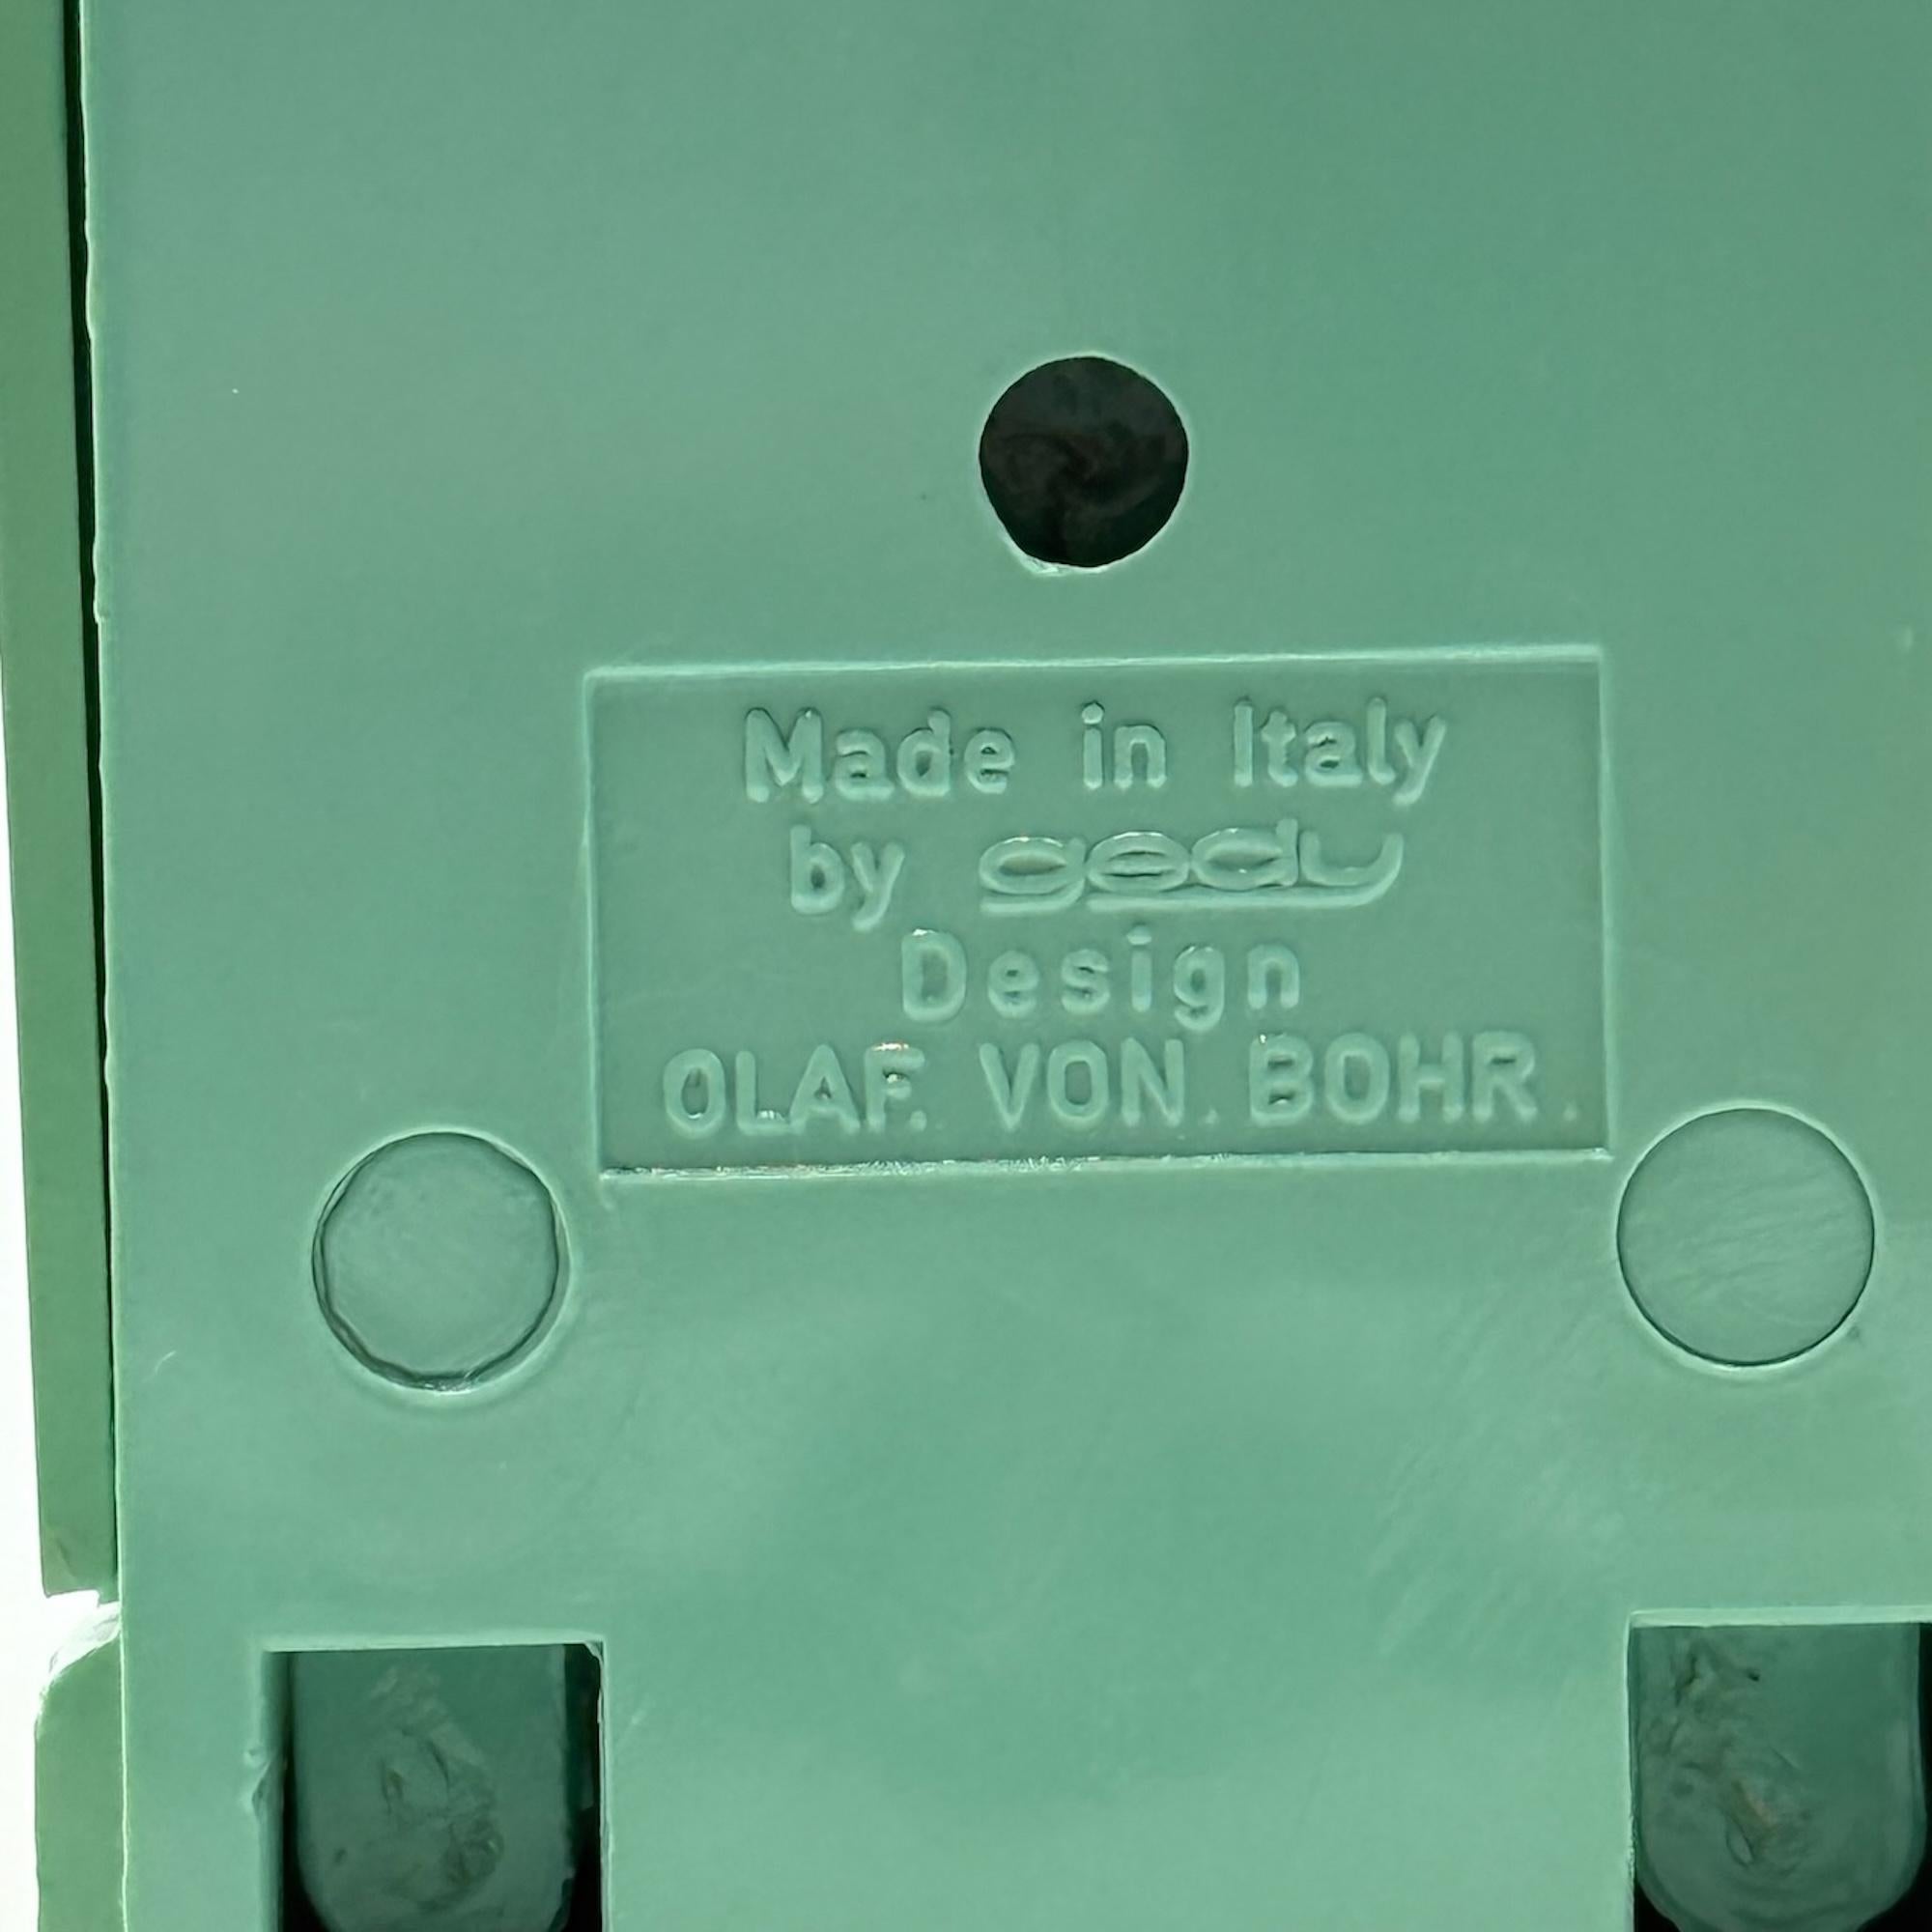 Made in Italy
by gedy
Design
OLAF. VON. BOHR.